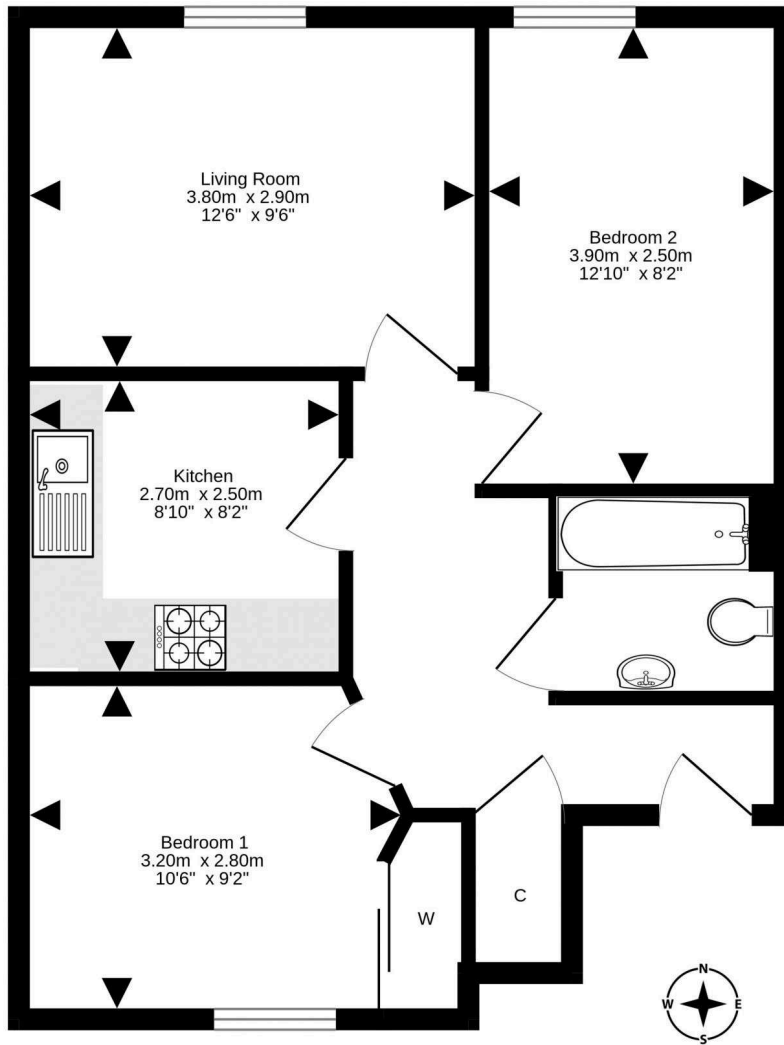 Living Room
3.80m x 2.90m
12'6" x 9'6"
Bedroom 2
3.90m x 2.50m
12'10" x 8'2"
Kitchen
2.70m x 2.50m
8'10" x 8'2"
Bedroom 1
3.20m x 2.80m
10'6" x 9'2"
W
C
N
W E
S